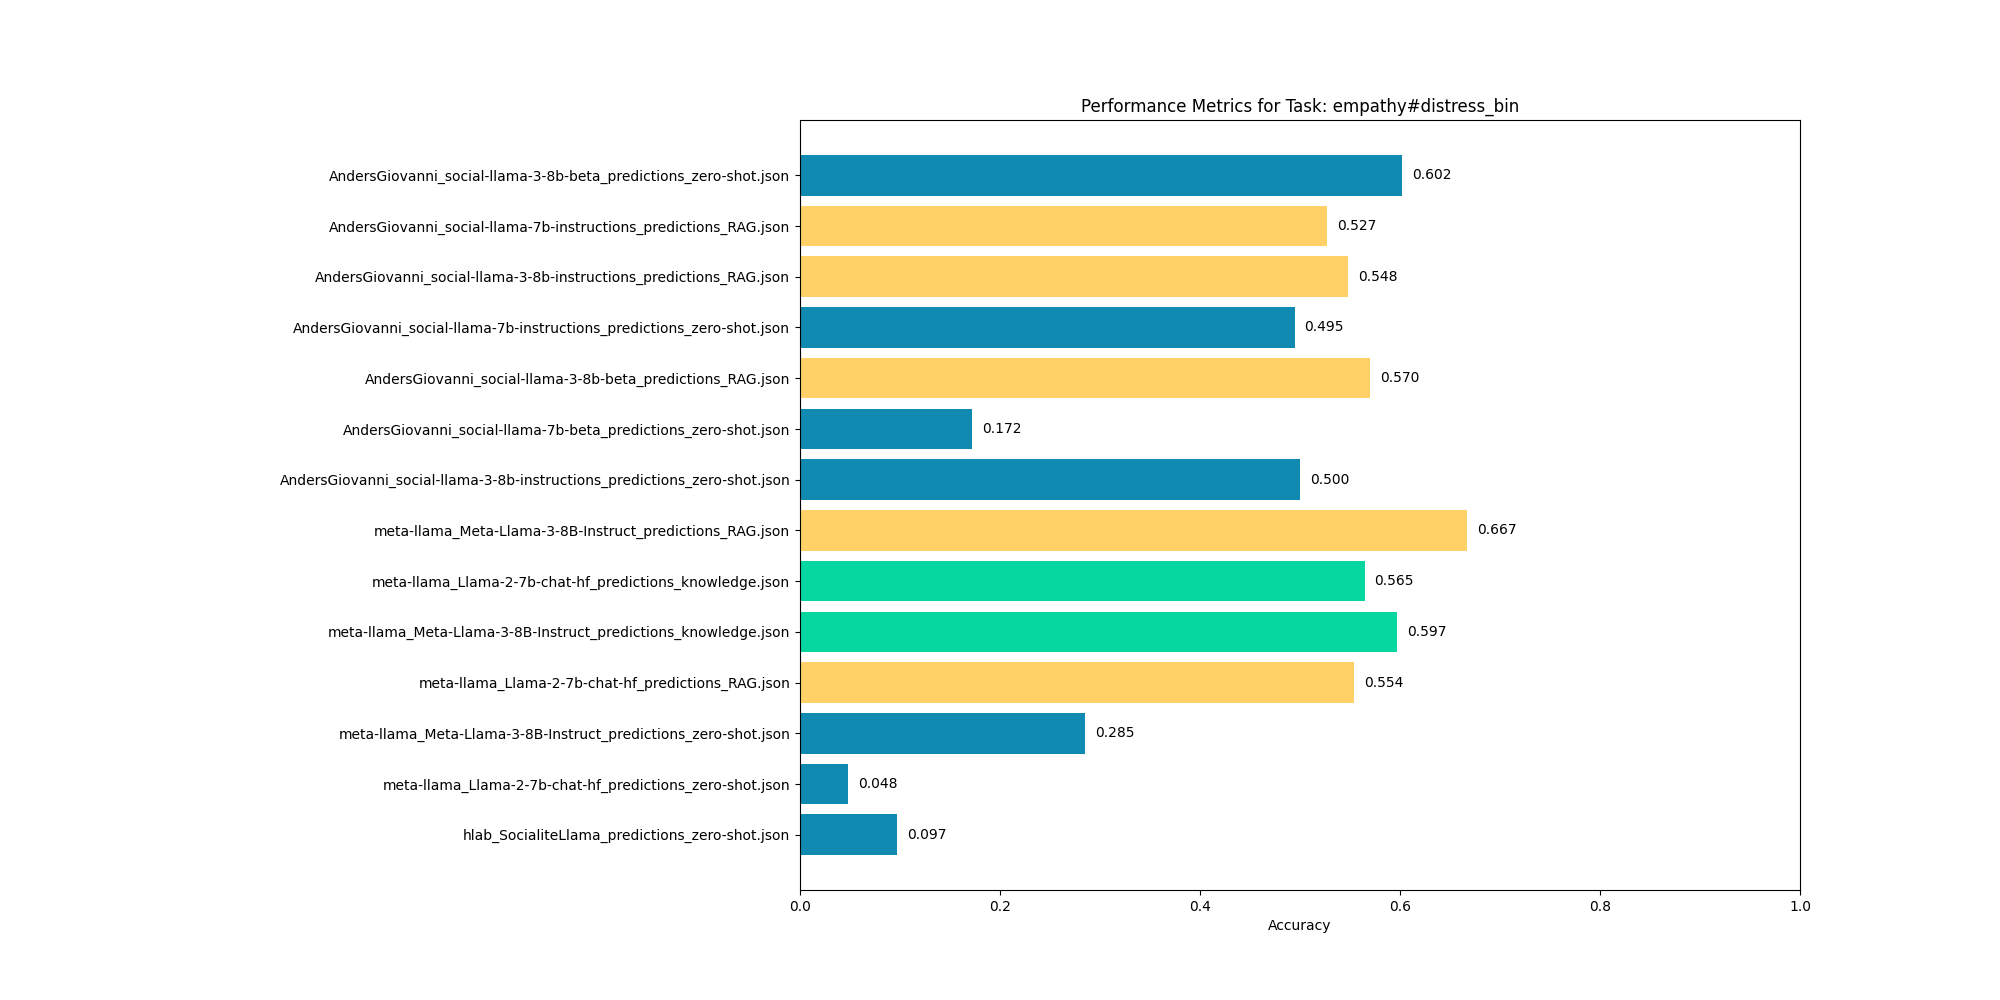 Performance Metrics for Task: empathy#distress_bin
AndersGiovanni_social-llama-3-8b-beta_predictions_zero-shot.json 0.602
AndersGiovanni_social-llama-7b-instructions_predictions_RAG.json 0.527
AndersGiovanni_social-llama-3-8b-instructions_predictions_RAG.json 0.548
AndersGiovanni_social-llama-7b-instructions_predictions_zero-shot.json 0.495
AndersGiovanni_social-llama-3-8b-beta_predictions_RAG.json 0.570
AndersGiovanni_social-llama-7b-beta_predictions_zero-shot.json 0.172
AndersGiovanni_social-llama-3-8b-instructions_predictions_zero-shot.json 0.500
meta-llama_Meta-Llama-3-8B-Instruct_predictions_RAG.json 0.667
meta-llama_Llama-2-7b-chat-hf_predictions_knowledge.json 0.565
meta-llama_Meta-Llama-3-8B-Instruct_predictions_knowledge.json 0.597
meta-llama_Llama-2-7b-chat-hf_predictions_RAG.json 0.554
meta-llama_Meta-Llama-3-8B-Instruct_predictions_zero-shot.json 0.285
meta-llama_Llama-2-7b-chat-hf_predictions_zero-shot.json 0.048
hlab_SocialiteLlama_predictions_zero-shot.json 0.097
0.0 0.2 0.4 0.6 0.8 1.0
Accuracy